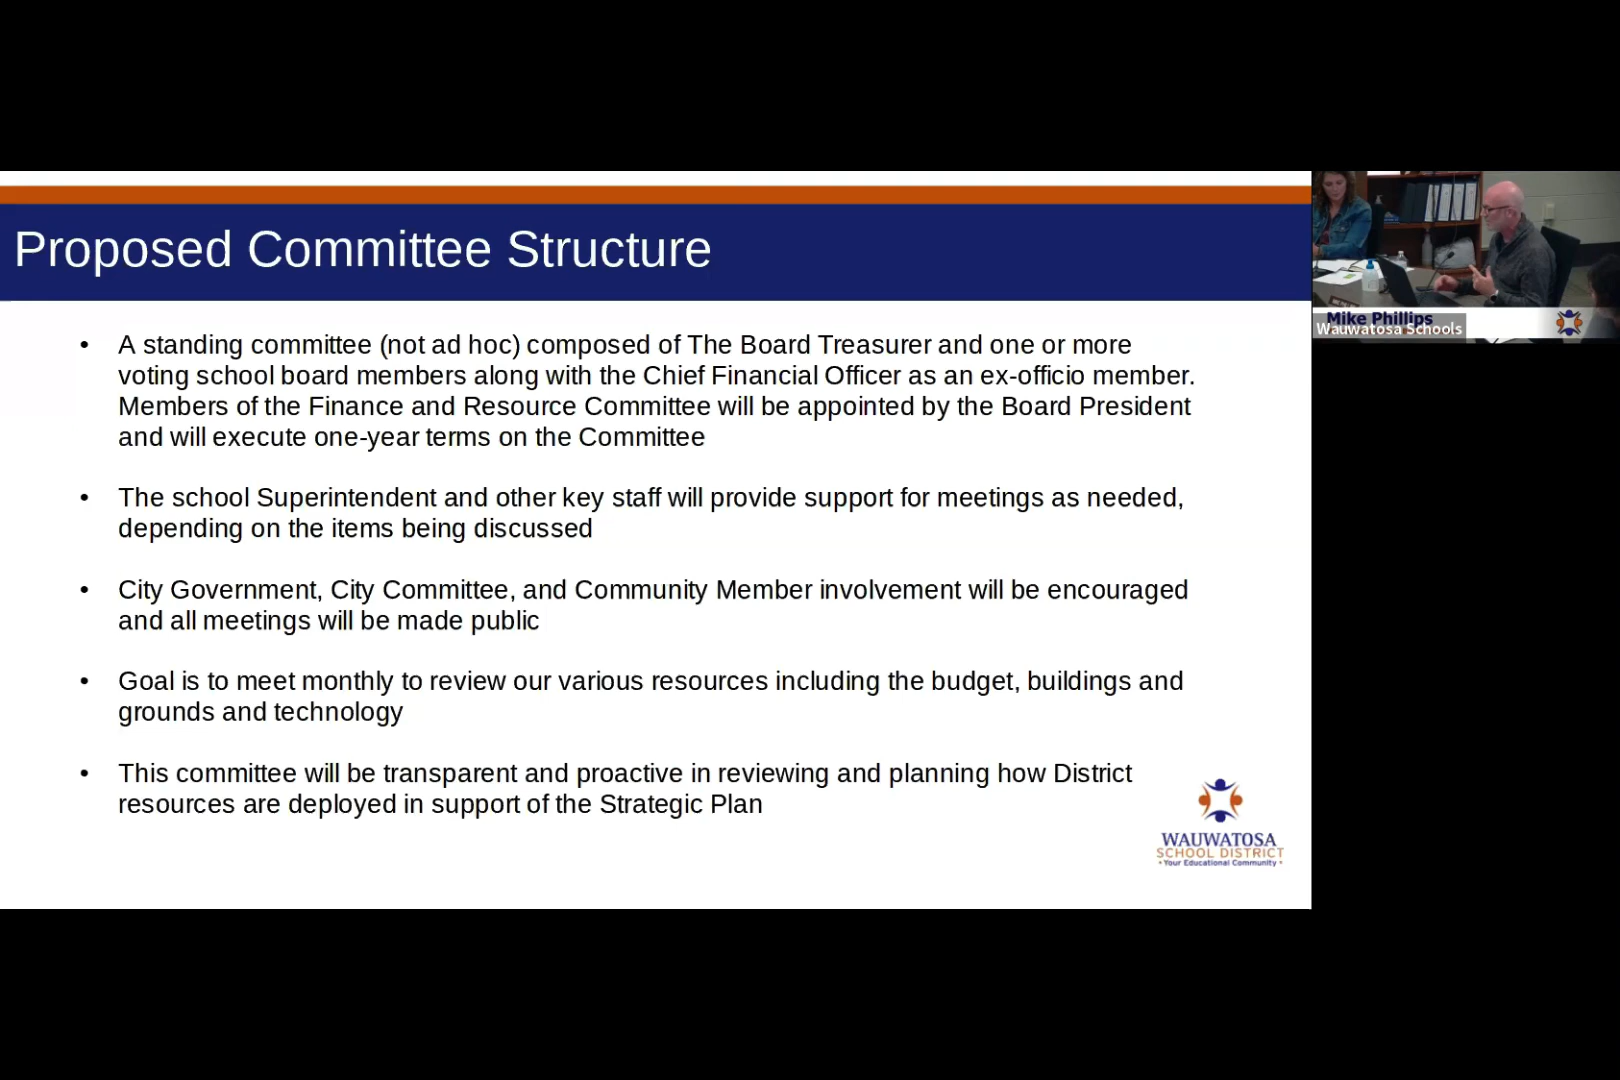 Proposed Committee Structure
• A standing committee (not ad hoc) composed of The Board Treasurer and one or more
voting school board members along with the Chief Financial Officer as an ex-officio member.
Members of the Finance and Resource Committee will be appointed by the Board President
and will execute one-year terms on the Committee
• The school Superintendent and other key staff will provide support for meetings as needed,
depending on the items being discussed
• City Government, City Committee, and Community Member involvement will be encouraged
and all meetings will be made public
• Goal is to meet monthly to review our various resources including the budget, buildings and
grounds and technology
• This committee will be transparent and proactive in reviewing and planning how District
resources are deployed in support of the Strategic Plan
WAUWATOSA
SCHOOL DISTRICT
• Your Educational Community •
Mike Phillips
Wauwatosa Schools